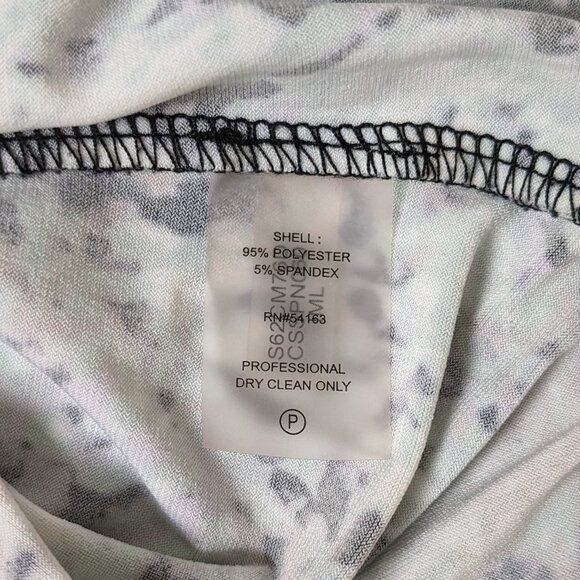 SHELL :
95% POLYESTER
5% SPANDEX
RN#54163
PROFESSIONAL
DRY CLEAN ONLY
P